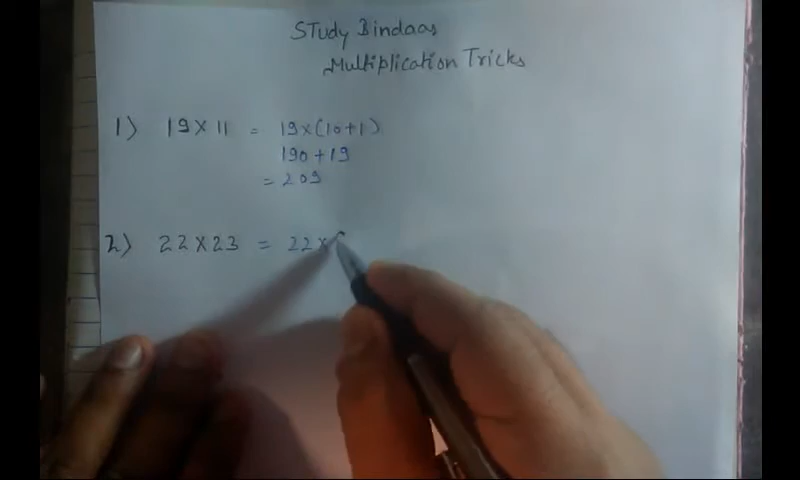 STudy Bindaas
Multiplication Tricks
1) 19 x 11 = 19 x (10+1)
190 + 19
= 209
2) 22 x 23 = 22 x